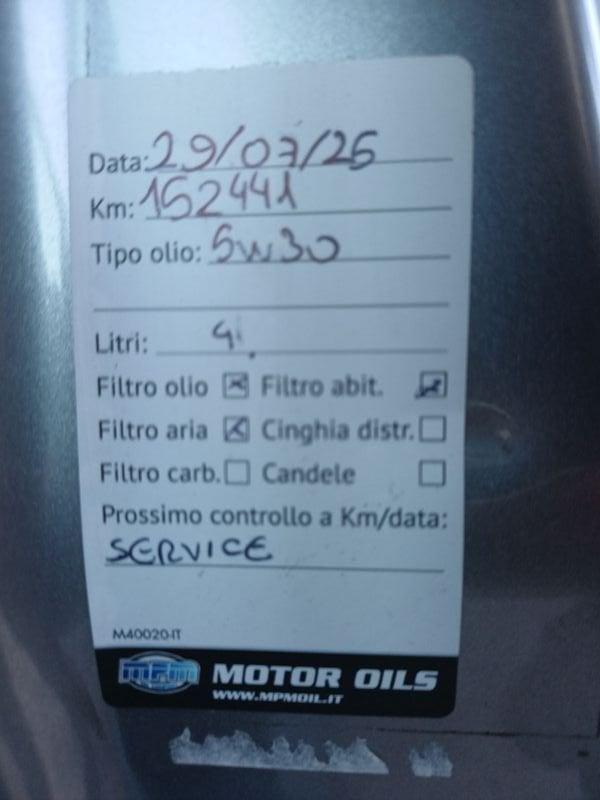 Data: 29/07/25
Km: 152441
Tipo olio: 5W30
Litri: 4
Filtro olio Filtro abit.
Filtro aria Cinghia distr.
Filtro carb. Candele
Prossimo controllo a Km/data:
SERVICE
M40020-IT
MPM MOTOR OILS
WWW.MPMOIL.IT